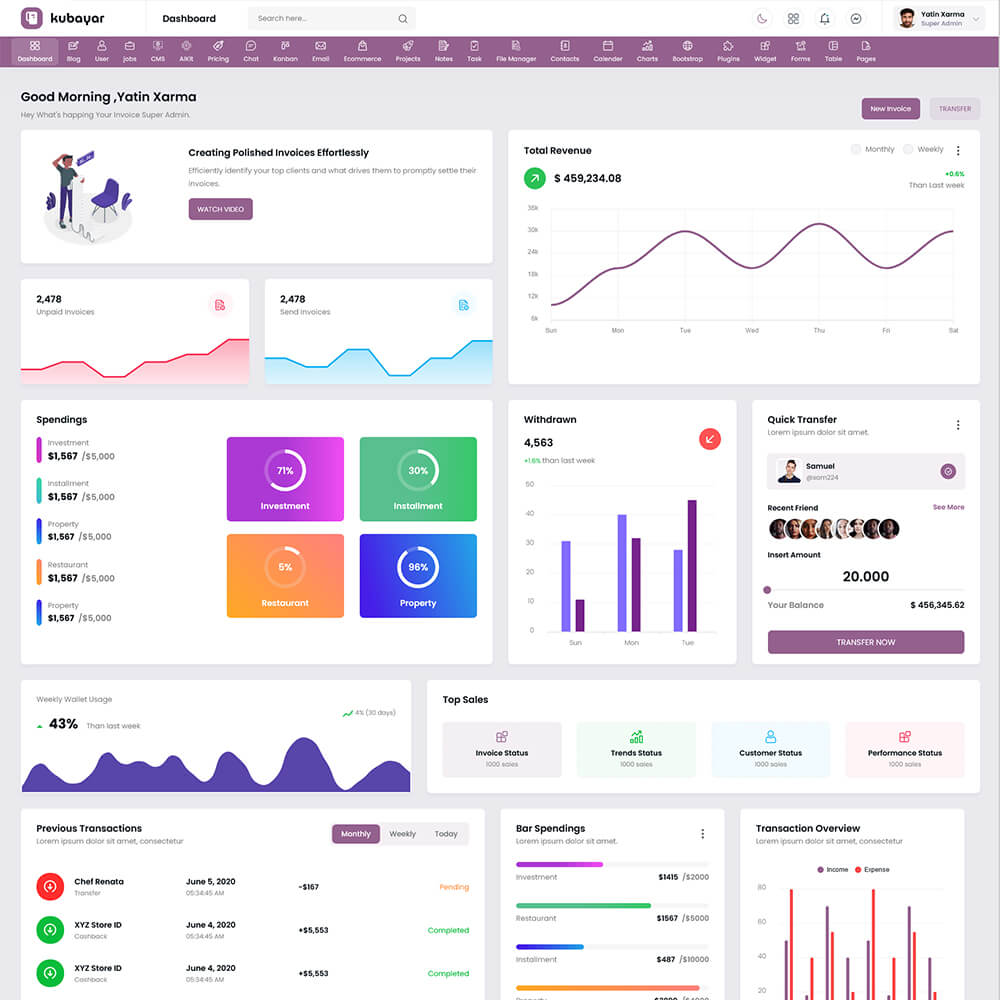 kubayar
Dashboard
Search here...
Yatin Xarma
Super Admin
Dashboard Blog User Jobs CMS AIKit Pricing Chat Kanban Email Ecommerce Projects Notes Task File Manager Contacts Calender Charts Bootstrop Plugins Widget Forms Table Pages
Good Morning ,Yatin Xarma
Hey What's happing Your Invoice Super Admin.
New Invoice
TRANSFER
Creating Polished Invoices Effortlessly
Efficiently identify your top clients and what drives them to promptly settle their
invoices.
WATCH VIDEO
Total Revenue
Monthly Weekly
$ 459,234.08
+0.6%
Than Last week
36k
30k
24k
18k
12k
6k
Sun Mon Tue Wed Thu Fri Sat
2,478
Unpaid Invoices
2,478
Send Invoices
Spendings
Investment
$1,567 /$5,000
Installment
$1,567 /$5,000
Property
$1,567 /$5,000
Restaurant
$1,567 /$5,000
Property
$1,567 /$5,000
71%
Investment
30%
Installment
5%
Restaurant
96%
Property
Withdrawn
4,563
+1.6% than last week
50
40
30
20
10
0
Sun Mon Tue
Quick Transfer
Lorem ipsum dolor sit amet.
Samuel
@sam224
Recent Friend
See More
Insert Amount
20.000
Your Balance
$ 456,345.62
TRANSFER NOW
Weekly Wallet Usage
43% Than last week
4% (30 days)
Top Sales
Invoice Status
1000 sales
Trends Status
1000 sales
Customer Status
1000 sales
Performance Status
1000 sales
Previous Transactions
Lorem ipsum dolor sit amet, consectetur
Monthly Weekly Today
Chef Renata
Transfer
June 5, 2020
05:34:45 AM
-$167
Pending
XYZ Store ID
Cashback
June 4, 2020
05:34:45 AM
+$5,553
Completed
XYZ Store ID
Cashback
June 4, 2020
05:34:45 AM
+$5,553
Completed
Bar Spendings
Lorem ipsum dolor sit amet.
Investment
$1415 /$2000
Restaurant
$1567 /$5000
Installment
$487 /$10000
Transaction Overview
Lorem ipsum dolor sit amet, consectetur
Income Expense
80
60
40
20